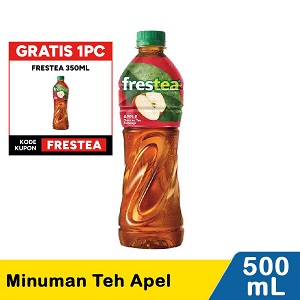 GRATIS 1PC
FRESTEA 350ML
KODE
KUPON
FRESTEA
frestea
APPLE
Minuman Teh Apel
500
mL